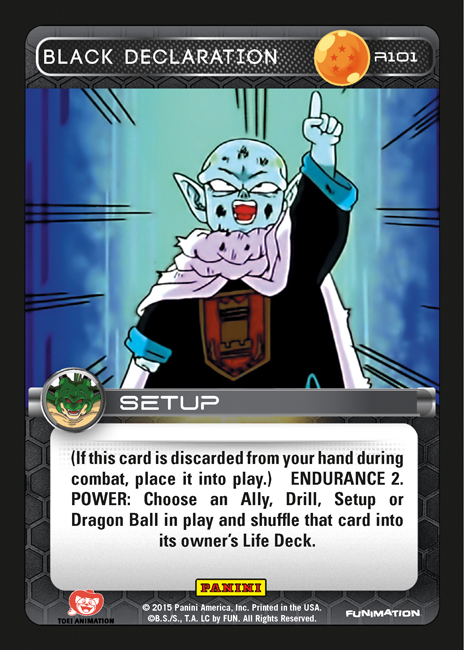 BLACK DECLARATION
R101
SETUP
(If this card is discarded from your hand during
combat, place it into play.) ENDURANCE 2.
POWER: Choose an Ally, Drill, Setup or
Dragon Ball in play and shuffle that card into
its owner's Life Deck.
PANINI
© 2015 Panini America, Inc. Printed in the USA.
©B.S./S., T.A. LC by FUN. All Rights Reserved.
TOEI ANIMATION
FUNIMATION